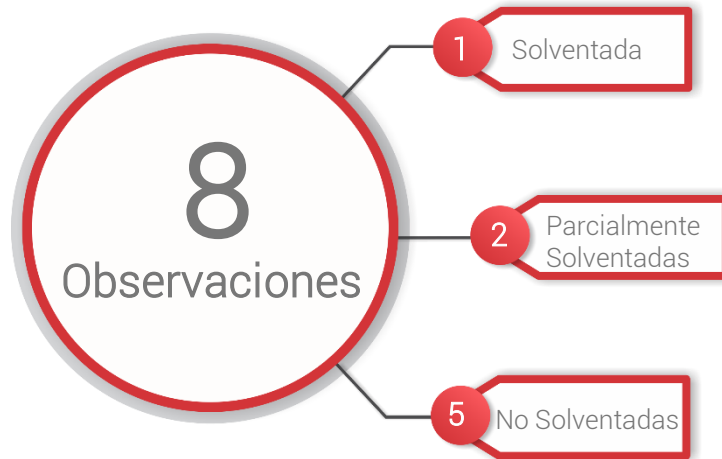 8
Observaciones
1
Solventada
2
Parcialmente
Solventadas
5
No Solventadas